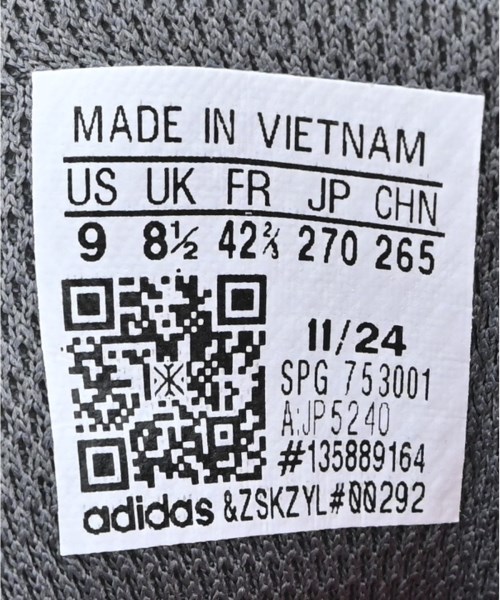 MADE IN VIETNAM
US UK FR JP CHN
9 8½ 42⅔ 270 265
11/24
SPG 753001
A:JP5240
#135889164
adidas &ZSKZYL#00292